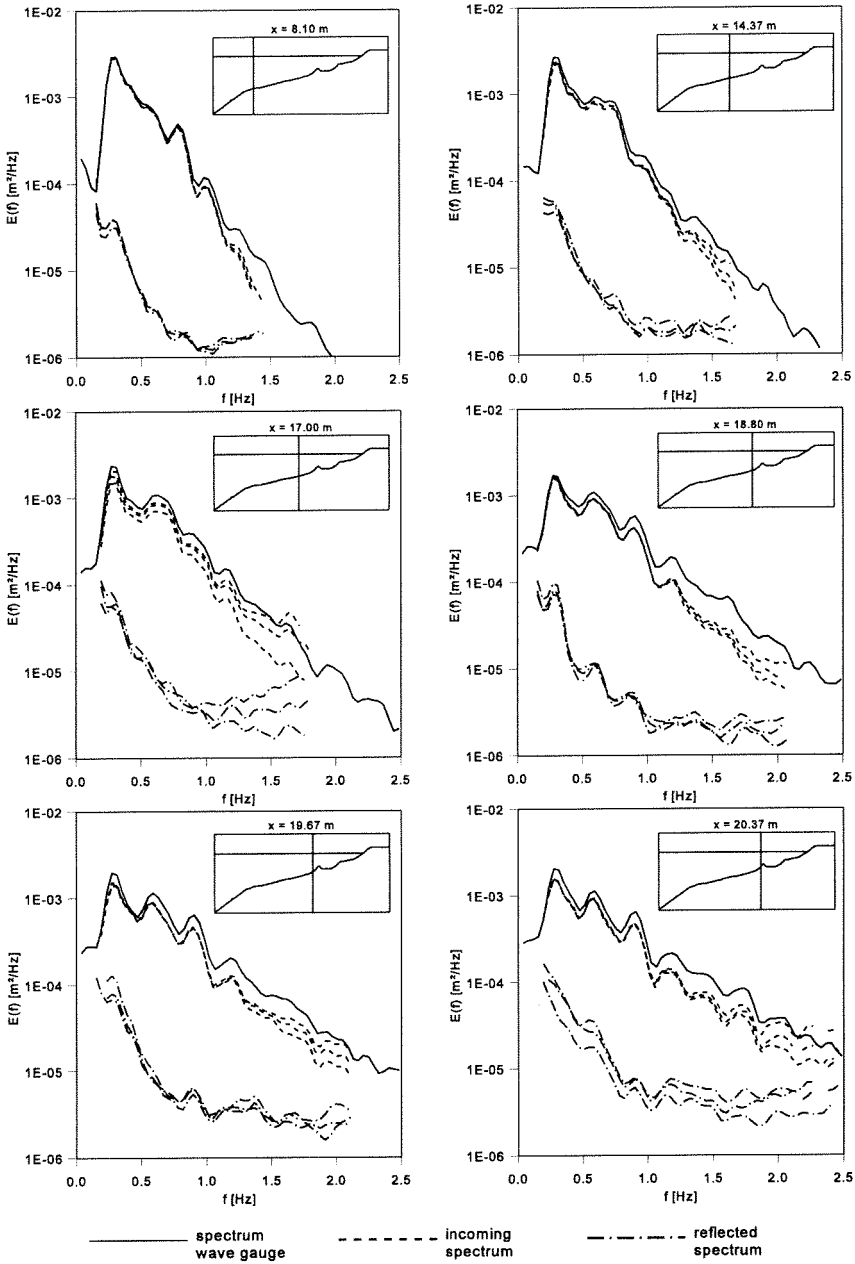 x = 8.10 m
1E-02
1E-03
1E-04
1E-05
1E-06
E(f) [m²/Hz]
0.0 0.5 1.0 1.5 2.0 2.5
f [Hz]
x = 14.37 m
1E-02
1E-03
1E-04
1E-05
1E-06
E(f) [m²/Hz]
0.0 0.5 1.0 1.5 2.0 2.5
f [Hz]
x = 17.00 m
1E-02
1E-03
1E-04
1E-05
1E-06
E(f) [m²/Hz]
0.0 0.5 1.0 1.5 2.0 2.5
f [Hz]
x = 18.80 m
1E-02
1E-03
1E-04
1E-05
1E-06
E(f) [m²/Hz]
0.0 0.5 1.0 1.5 2.0 2.5
f [Hz]
x = 19.67 m
1E-02
1E-03
1E-04
1E-05
1E-06
E(f) [m²/Hz]
0.0 0.5 1.0 1.5 2.0 2.5
f [Hz]
x = 20.37 m
1E-02
1E-03
1E-04
1E-05
1E-06
E(f) [m²/Hz]
0.0 0.5 1.0 1.5 2.0 2.5
f [Hz]
spectrum
wave gauge
incoming
spectrum
reflected
spectrum